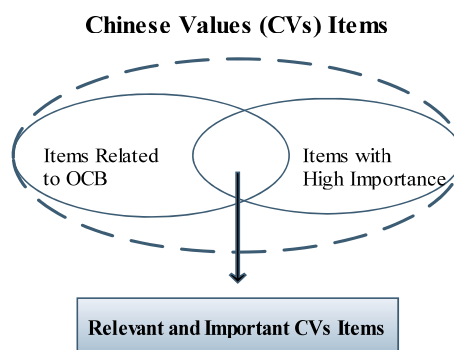 Chinese Values (CVs) Items
Items Related
to OCB
Items with
High Importance
Relevant and Important CVs Items